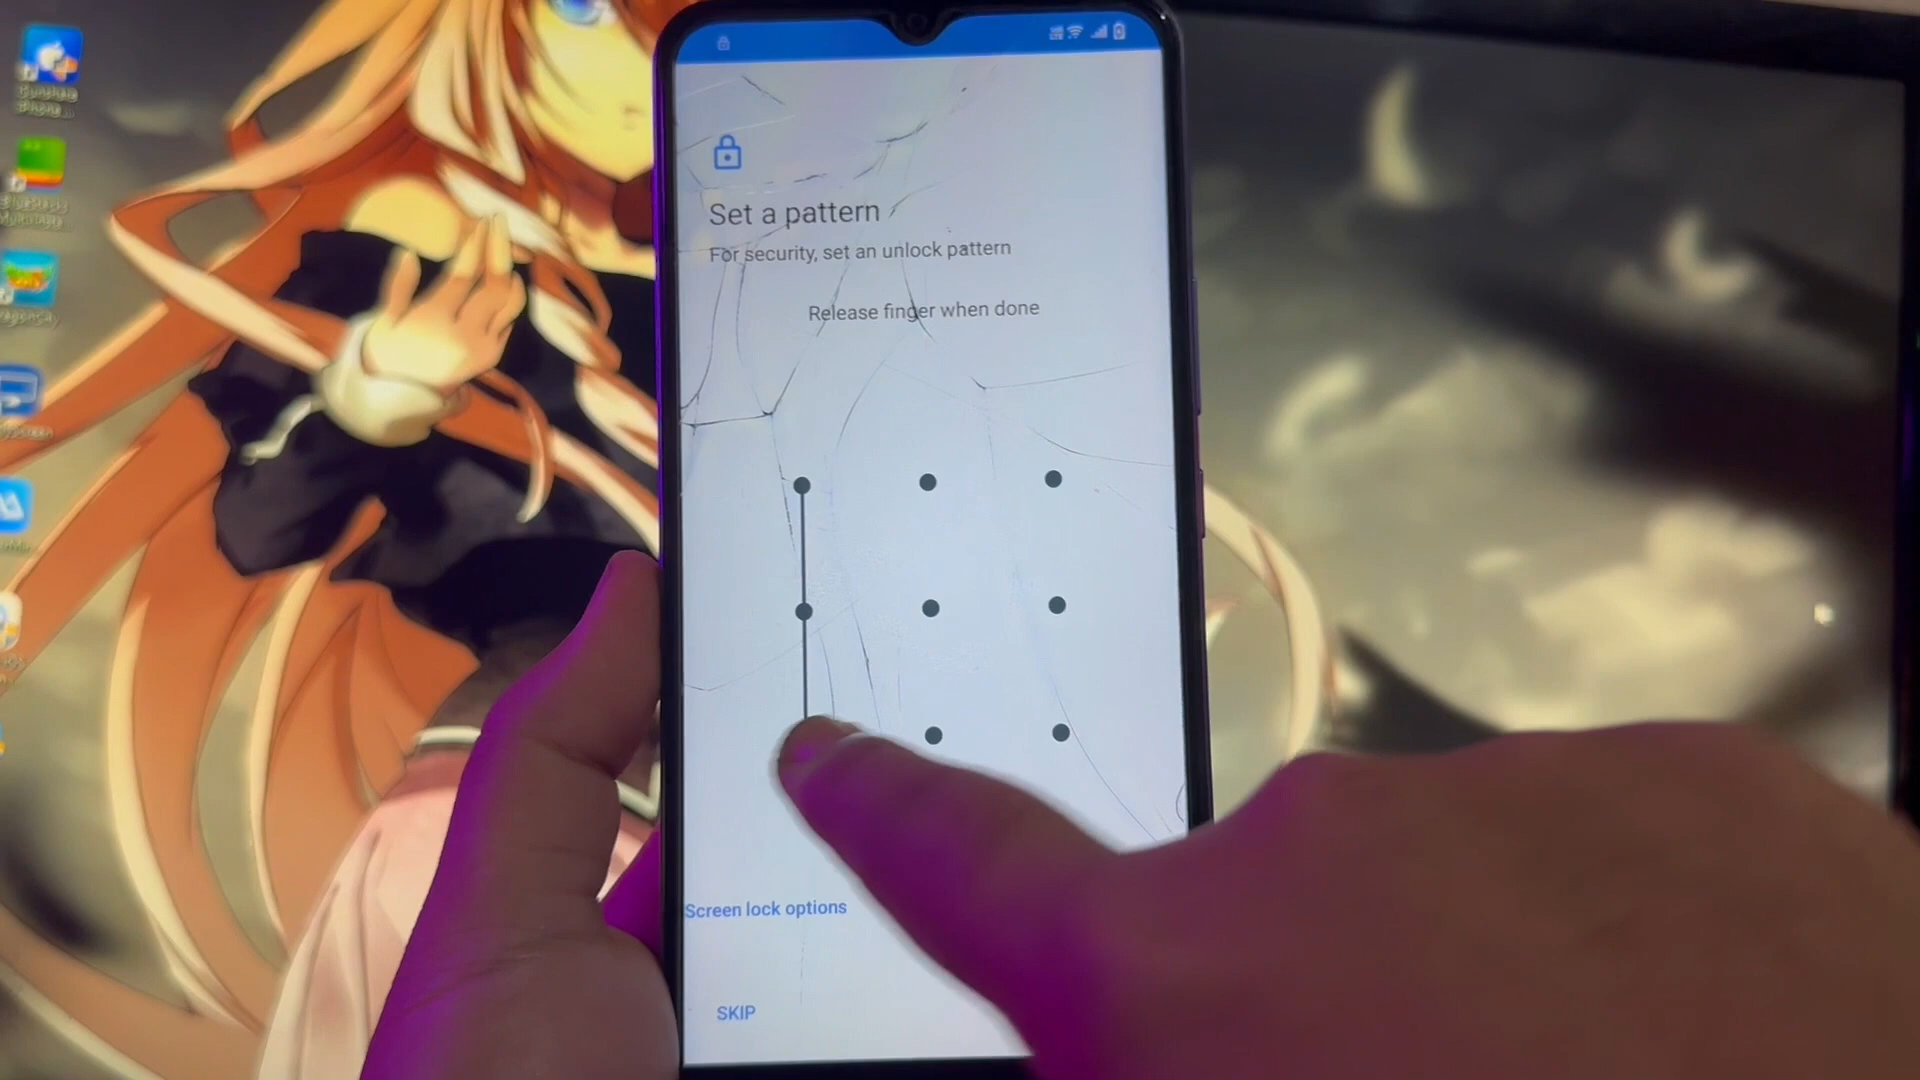 Set a pattern
For security, set an unlock pattern
Release finger when done
Screen lock options
SKIP